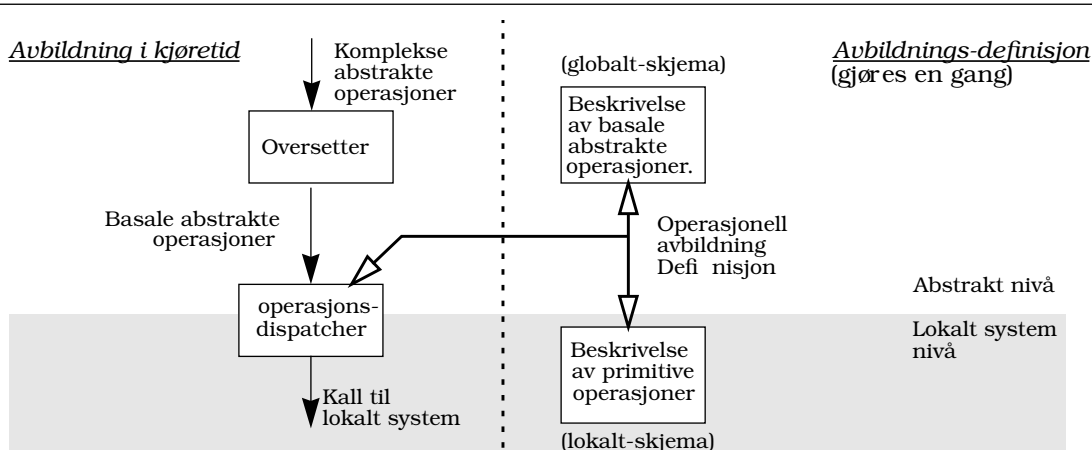 Avbildning i kjøretid
Komplekse
abstrakte
operasjoner
Oversetter
Basale abstrakte
operasjoner
operasjons-
dispatcher
Kall til
lokalt system
(globalt-skjema)
Beskrivelse
av basale
abstrakte
operasjoner.
Operasjonell
avbildning
Defi nisjon
Beskrivelse
av primitive
operasjoner
(lokalt-skjema)
Avbildnings-definisjon
(gjøres en gang)
Abstrakt nivå
Lokalt system
nivå